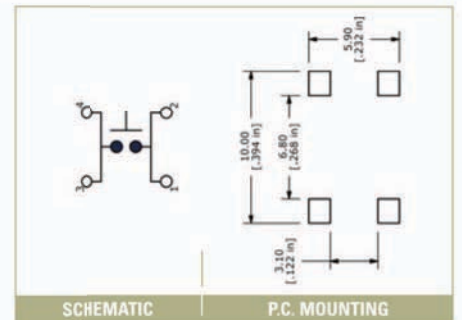 4
2
3
1
5.90
[.232 in]
10.00
[.394 in]
6.80
[.268 in]
3.10
[.122 in]
SCHEMATIC
P.C. MOUNTING